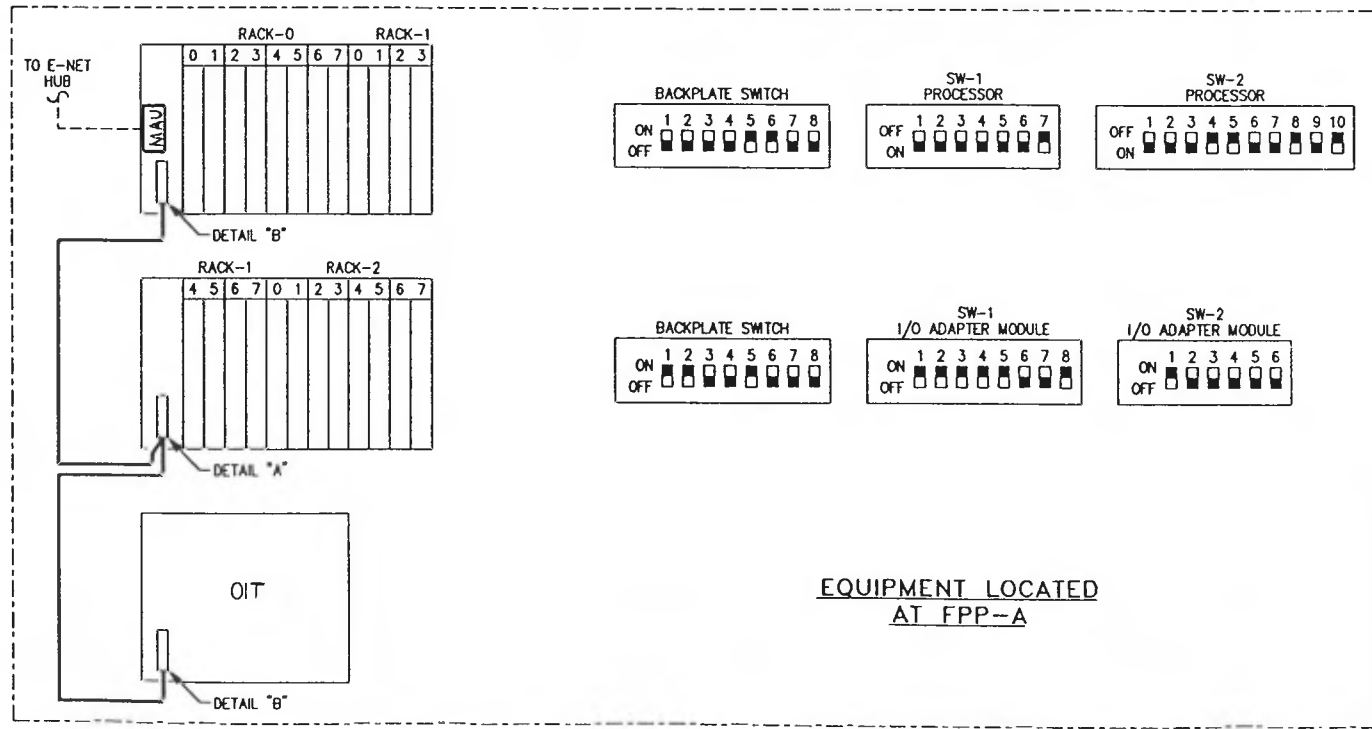 RACK-0 RACK-1
0 1 2 3 4 5 6 7 0 1 2 3
TO E-NET
HUB
MAU
DETAIL "B"
BACKPLATE SWITCH
1 2 3 4 5 6 7 8
ON
OFF
SW-1
PROCESSOR
1 2 3 4 5 6 7
OFF
ON
SW-2
PROCESSOR
1 2 3 4 5 6 7 8 9 10
OFF
ON
RACK-1 RACK-2
4 5 6 7 0 1 2 3 4 5 6 7
DETAIL "A"
BACKPLATE SWITCH
1 2 3 4 5 6 7 8
ON
OFF
SW-1
I/O ADAPTER MODULE
1 2 3 4 5 6 7 8
ON
OFF
SW-2
I/O ADAPTER MODULE
1 2 3 4 5 6
ON
OFF
OIT
DETAIL "B"
EQUIPMENT LOCATED
AT FPP-A